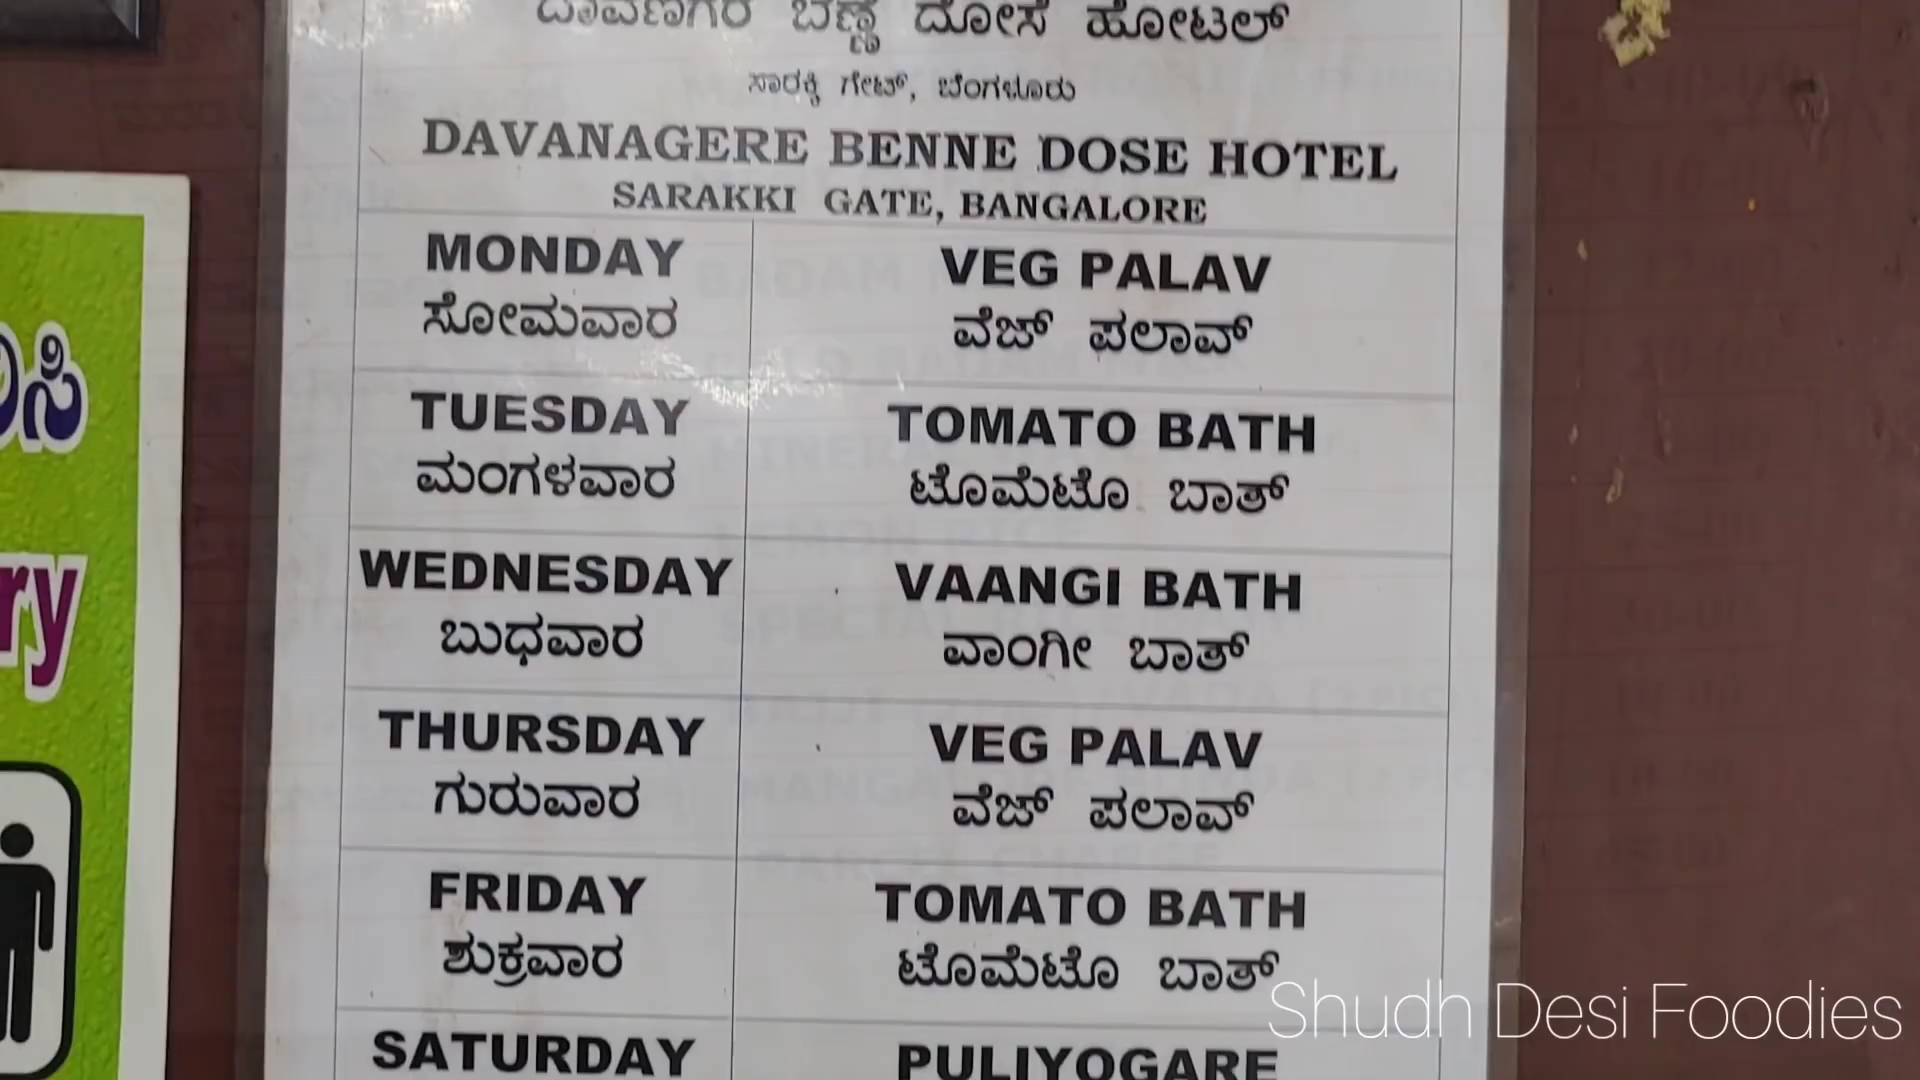 ದಾವಣಗೆರೆ ಬೆಣ್ಣೆ ದೋಸೆ ಹೋಟೆಲ್
ಸಾರಕ್ಕಿ ಗೇಟ್, ಬೆಂಗಳೂರು
DAVANAGERE BENNE DOSE HOTEL
SARAKKI GATE, BANGALORE
MONDAY VEG PALAV
ಸೋಮವಾರ ವೆಜ್ ಪಲಾವ್
TUESDAY TOMATO BATH
ಮಂಗಳವಾರ ಟೊಮೆಟೊ ಬಾತ್
WEDNESDAY VAANGI BATH
ಬುಧವಾರ ವಾಂಗೀ ಬಾತ್
THURSDAY VEG PALAV
ಗುರುವಾರ ವೆಜ್ ಪಲಾವ್
FRIDAY TOMATO BATH
ಶುಕ್ರವಾರ ಟೊಮೆಟೊ ಬಾತ್
SATURDAY PULIYOGARE
Shudh Desi Foodies